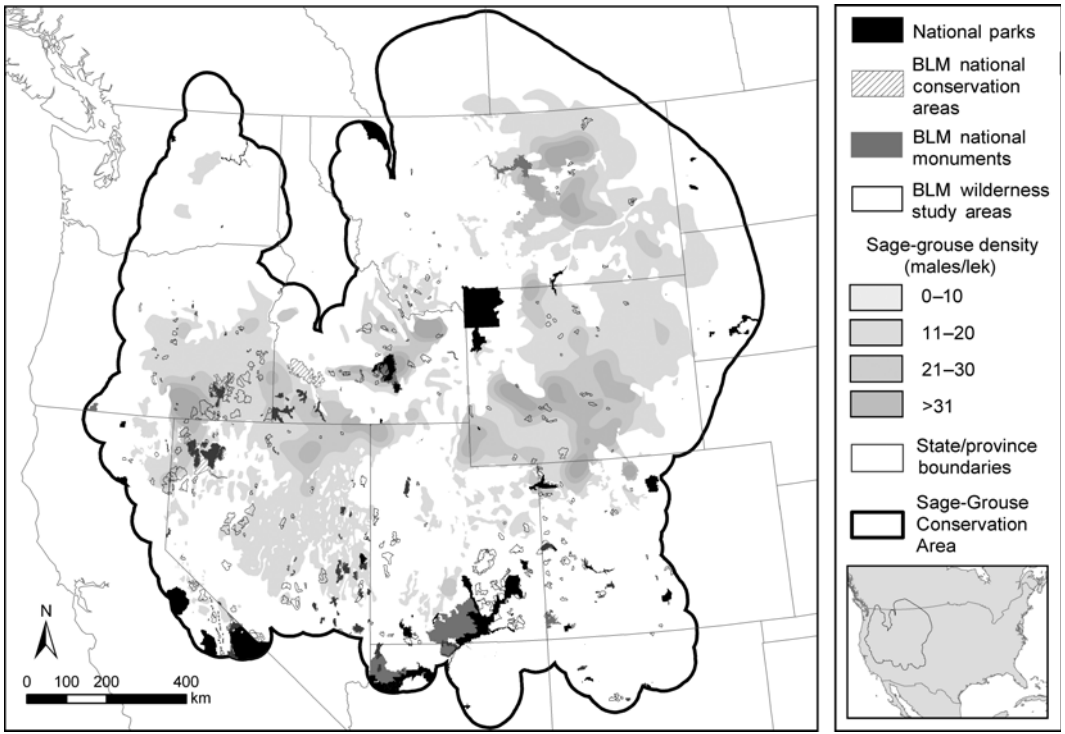 N
0 100 200 400
km
National parks
BLM national
conservation
areas
BLM national
monuments
BLM wilderness
study areas
Sage-grouse density
(males/lek)
0–10
11–20
21–30
>31
State/province
boundaries
Sage-Grouse
Conservation
Area